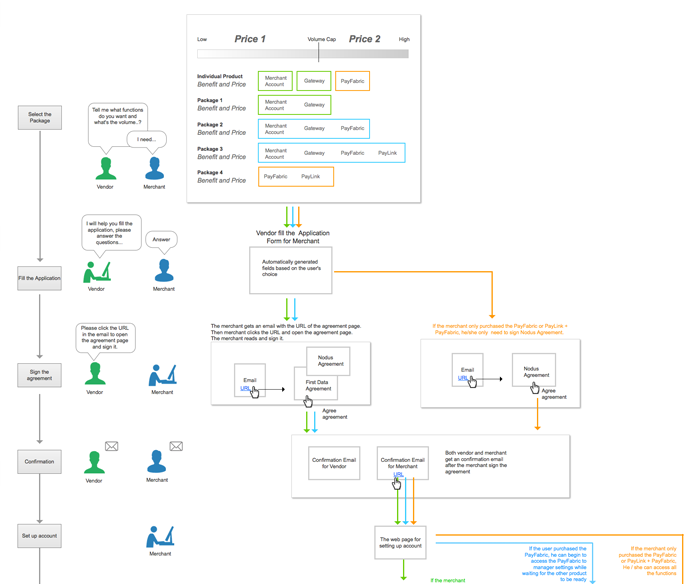 Low
Price 1
Volume Cap
Price 2
High
Individual Product
Benefit and Price
Merchant
Account
Gateway
PayFabric
Package 1
Benefit and Price
Merchant
Account
Gateway
Package 2
Benefit and Price
Merchant
Account
Gateway
PayFabric
Package 3
Benefit and Price
Merchant
Account
Gateway
PayFabric
PayLink
Package 4
Benefit and Price
PayFabric
PayLink
Select the
Package
Tell me what functions
do you want and
what's the volume..?
I need...
Vendor
Merchant
Vendor fill the Application
Form for Merchant
Automatically generated
fields based on the user's
choice
Fill the Application
I will help you fill the
application, please
answer the
questions...
Answer
Vendor
Merchant
The merchant gets an email with the URL of the agreement page.
Then merchant clicks the URL and open the agreement page.
The merchant reads and sign it.
If the merchant only purchased the PayFabric or PayLink +
PayFabric, he/she only need to sign Nodus Agreement.
Sign the
agreement
Please click the URL
in the email to open
the agreement page
and sign it.
Vendor
Merchant
Email
URL
Nodus
Agreement
First Data
Agreement
Agree
agreement
Email
URL
Nodus
Agreement
Agree
agreement
Confirmation
Vendor
Merchant
Confirmation Email
for Vendor
Confirmation Email
for Merchant
URL
Both vendor and merchant
get an confirmation email
after the merchant sign the
agreement
Set up account
Merchant
The web page for
setting up account
If the user purchased the
PayFabric, he can begin to
access the PayFabric to
manager settings while
waiting for the other product
to be ready
If the merchant only
purchased the PayFabric
or PayLink + PayFabric,
He / she can access all
the functions
If the merchant